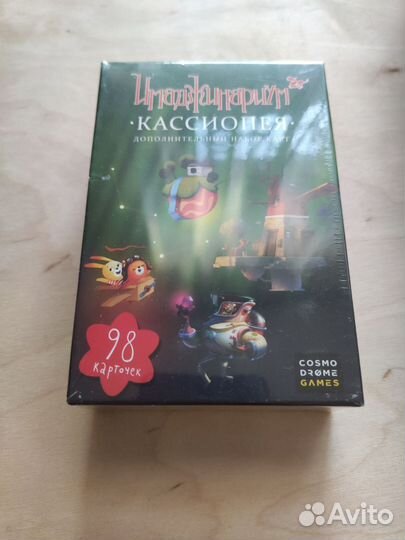 Имаджинариум
·КАССИОПЕЯ·
ДОПОЛНИТЕЛЬНЫЙ НАБОР КАРТ
98
карточек
COSMO
DROME
GAMES
Avito